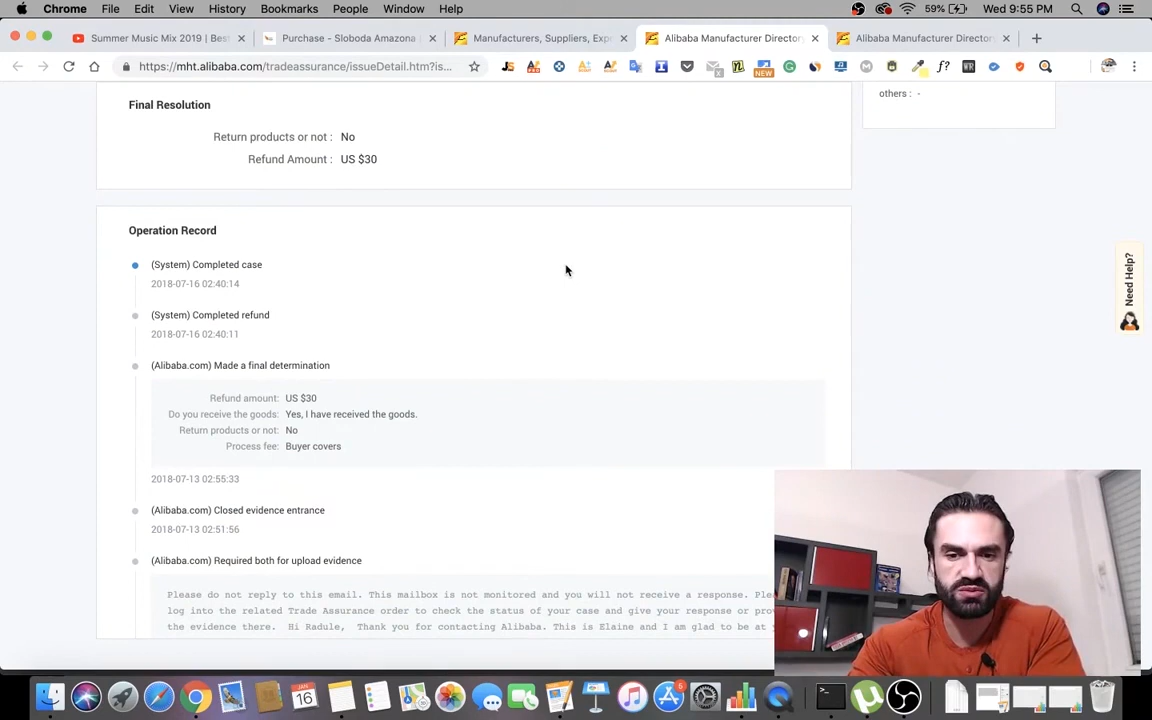 Chrome File Edit View History Bookmarks People Window Help 59% Wed 9:55 PM
Summer Music Mix 2019 | Best
Purchase - Sloboda Amazona
Manufacturers, Suppliers, Exp
Alibaba Manufacturer Director
Alibaba Manufacturer Director
https://mht.alibaba.com/tradeassurance/issueDetail.htm?is...
NEW
Final Resolution
others : -
Return products or not : No
Refund Amount : US $30
Operation Record
(System) Completed case
2018-07-16 02:40:14
(System) Completed refund
2018-07-16 02:40:11
(Alibaba.com) Made a final determination
Refund amount: US $30
Do you receive the goods: Yes, I have received the goods.
Return products or not: No
Process fee: Buyer covers
2018-07-13 02:55:33
(Alibaba.com) Closed evidence entrance
2018-07-13 02:51:56
(Alibaba.com) Required both for upload evidence
Please do not reply to this email. This mailbox is not monitored and you will not receive a response. Plea
log into the related Trade Assurance order to check the status of your case and give your response or prov
the evidence there. Hi Radule, Thank you for contacting Alibaba. This is Elaine and I am glad to be at y
Need Help?
JAN
16
6